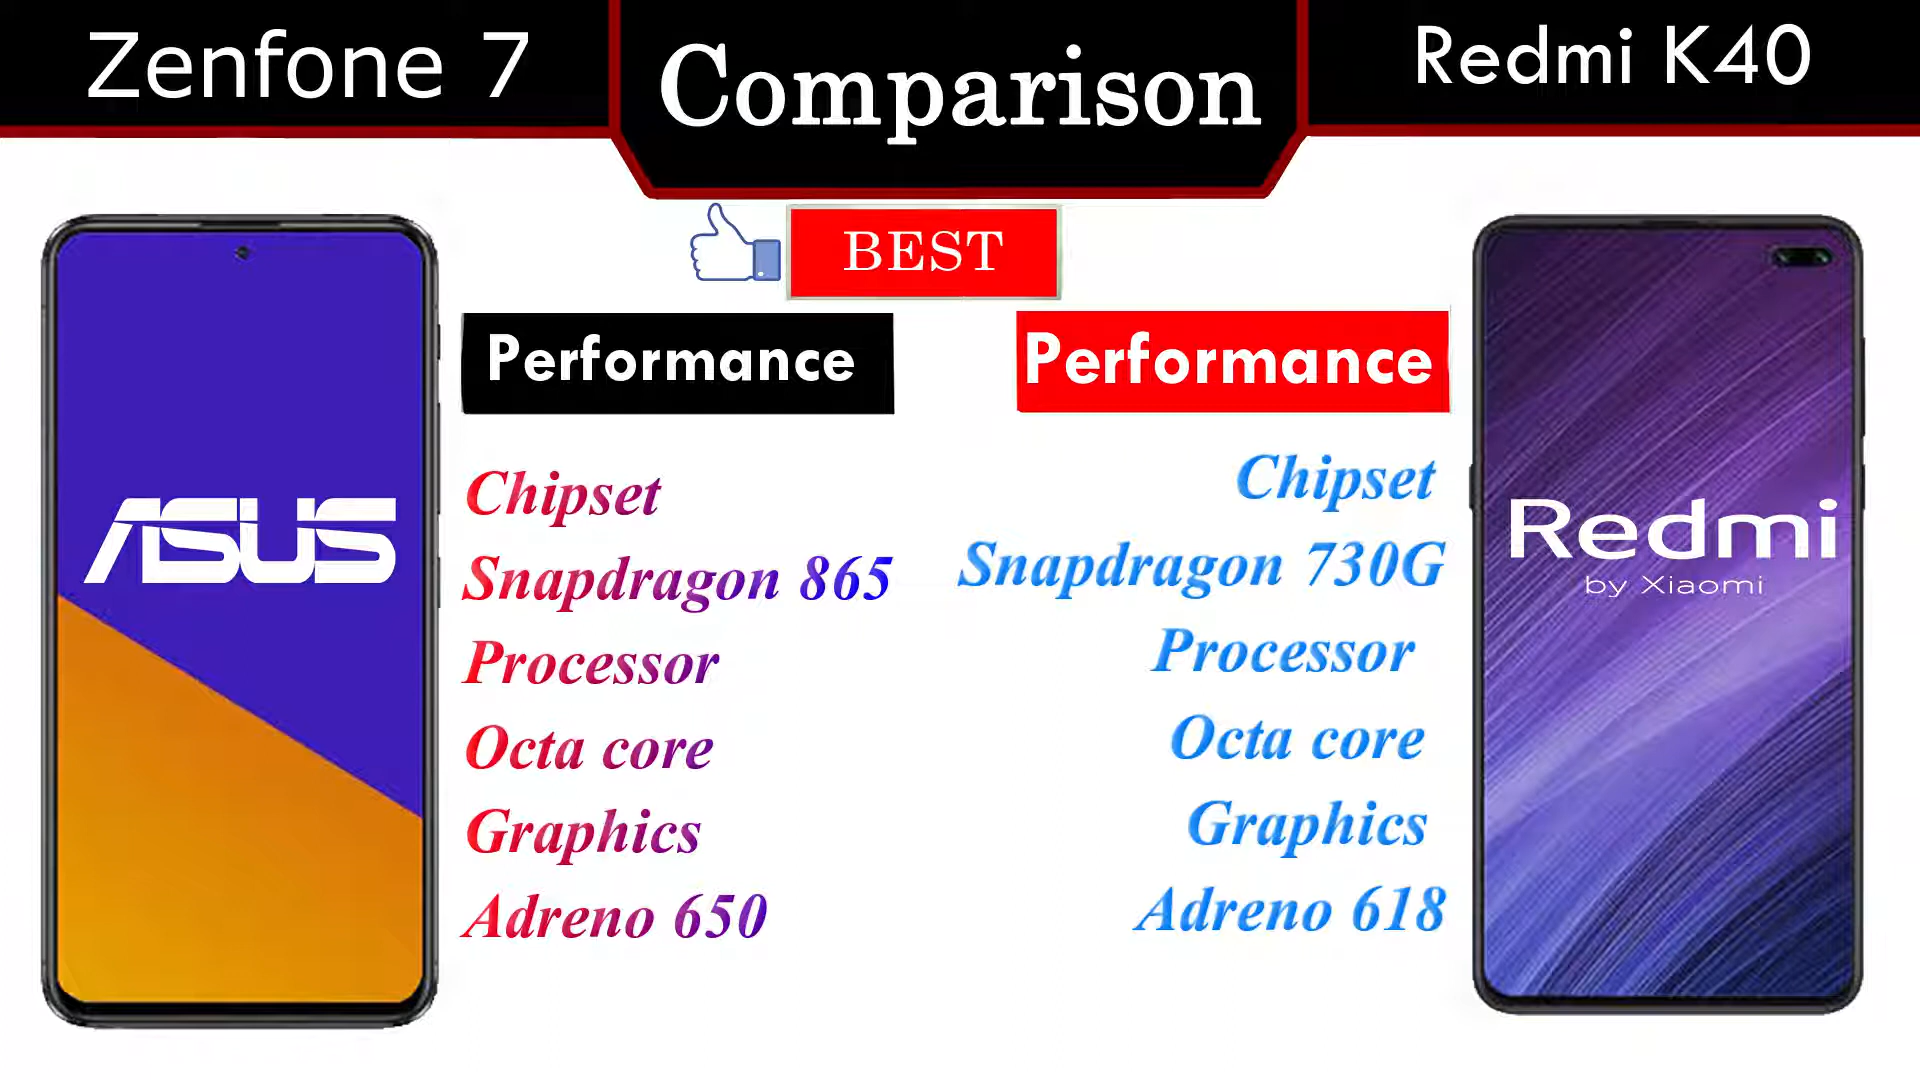 Zenfone 7
Comparison
Redmi K40
BEST
Performance
Chipset
Snapdragon 865
Processor
Octa core
Graphics
Adreno 650
Performance
Chipset
Snapdragon 730G
Processor
Octa core
Graphics
Adreno 618
ASUS
Redmi
by Xiaomi